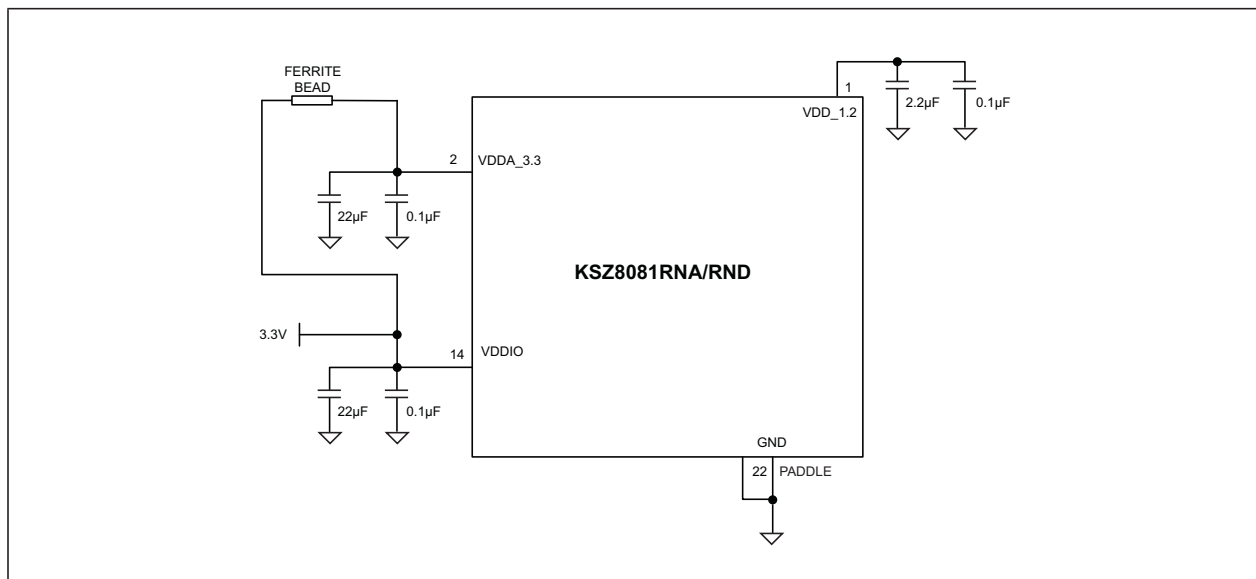 FERRITE
BEAD
1
VDD_1.2
2.2µF
0.1µF
2
VDDA_3.3
22µF
0.1µF
KSZ8081RNA/RND
3.3V
14
VDDIO
22µF
0.1µF
GND
22
PADDLE